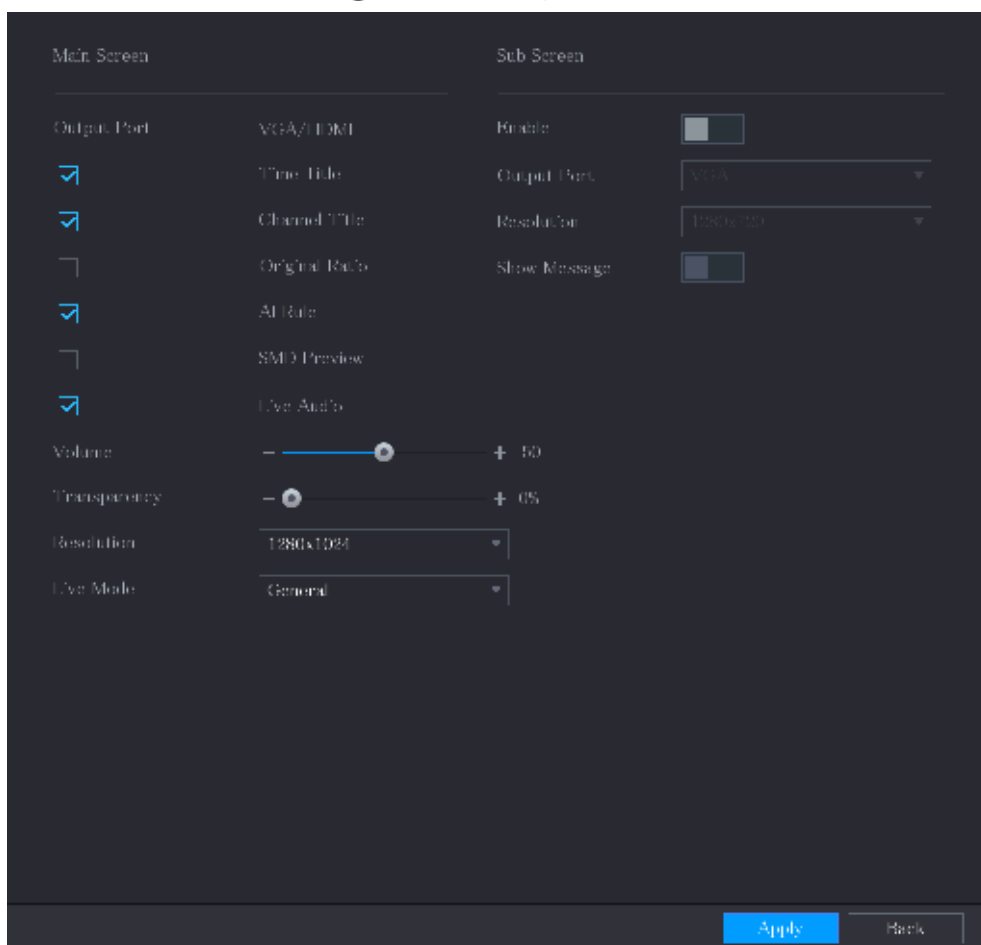 Main Screen
Output Port VGA/HDMI
Time Title
Channel Title
Original Ratio
AI Rule
SMD Preview
Live Audio
Volume 50
Transparency 0%
Resolution 1280x1024
Live Mode General
Sub Screen
Enable
Output Port VGA
Resolution
Show Message
Apply Back